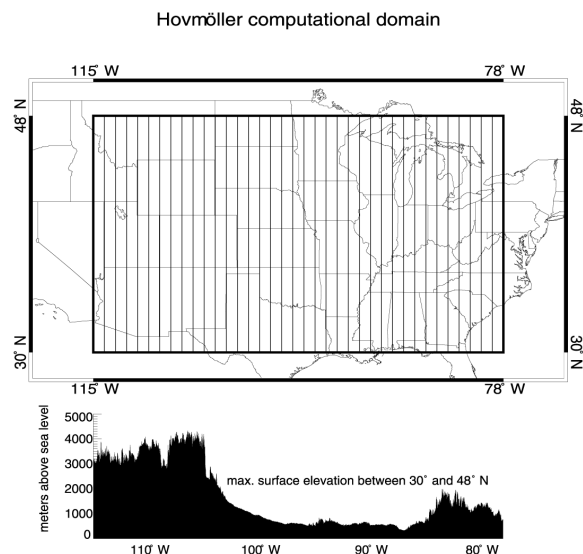 Hovmöller computational domain
115˚ W 78˚ W
48˚ N 48˚ N
30˚ N 30˚ N
115˚ W 78˚ W
meters above sea level
5000
4000
3000
2000
1000
0
max. surface elevation between 30˚ and 48˚ N
110˚ W 100˚ W 90˚ W 80˚ W